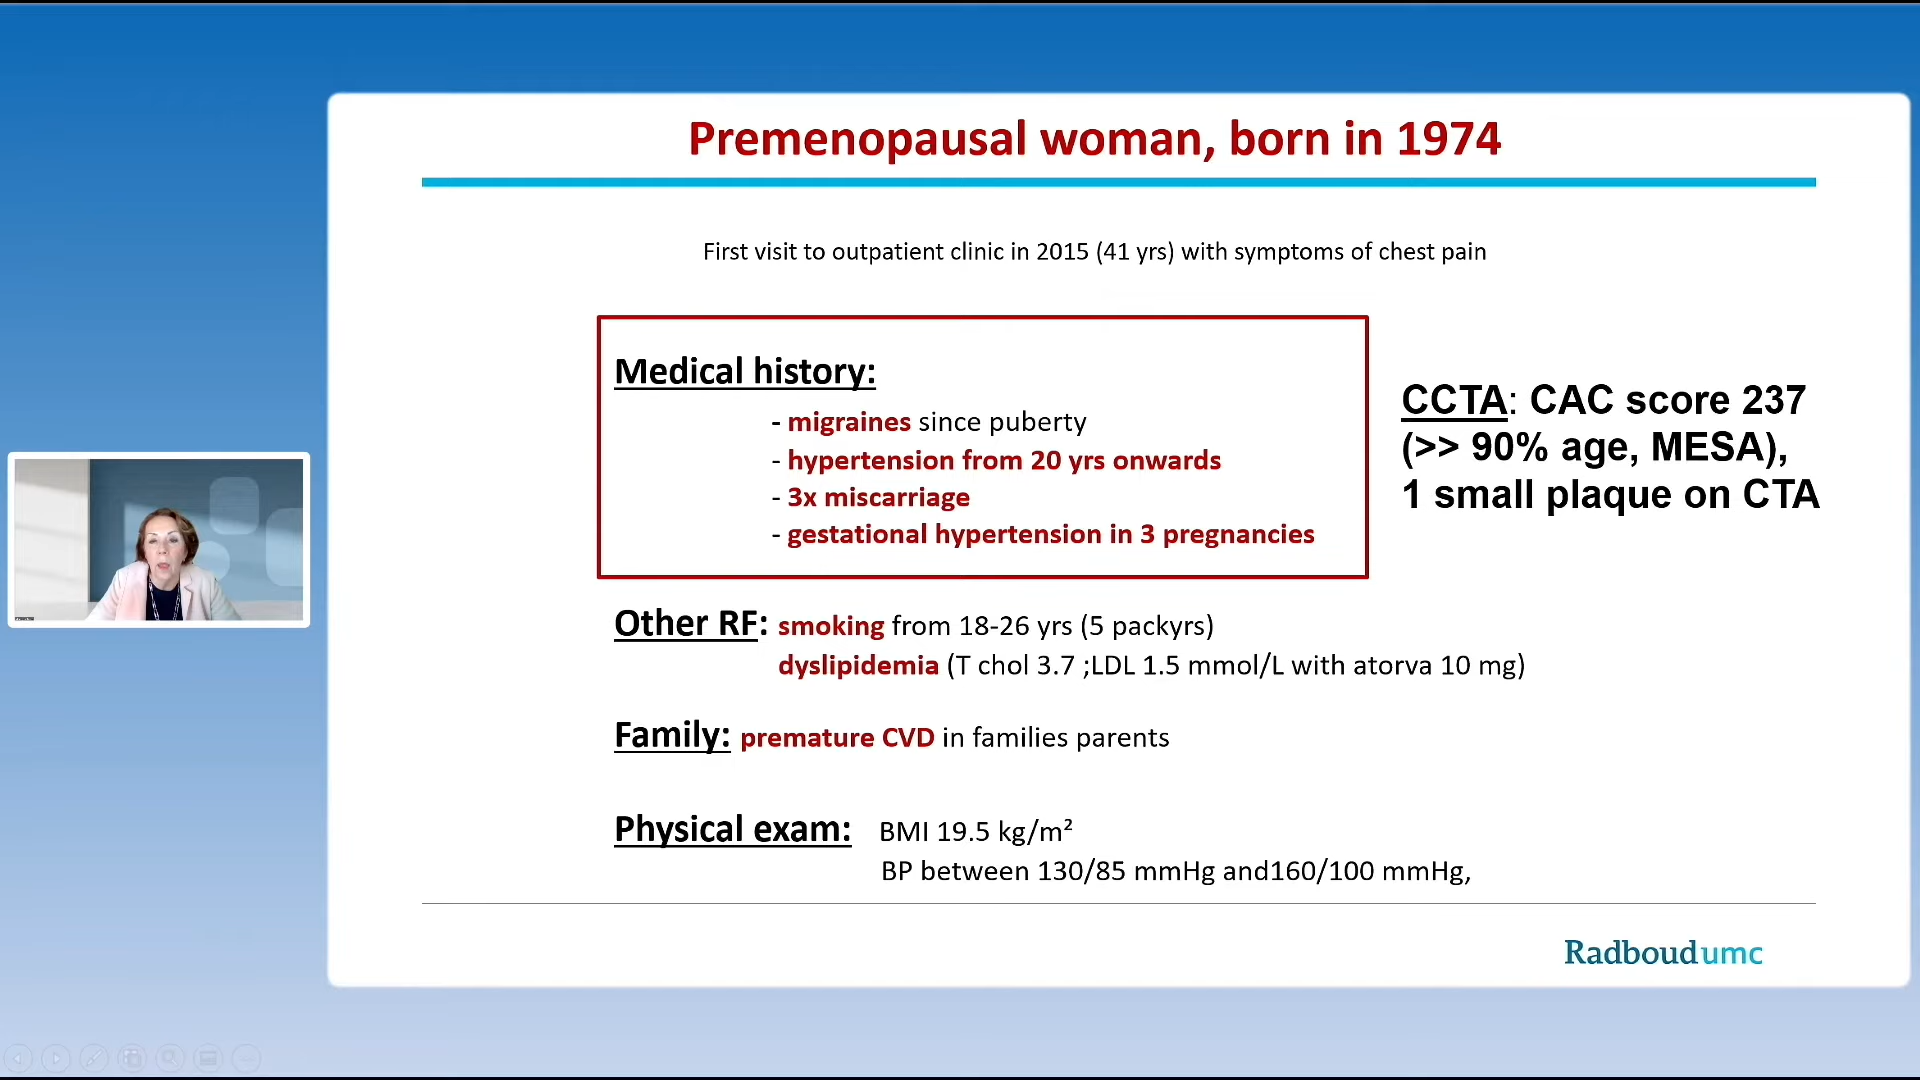 Premenopausal woman, born in 1974
First visit to outpatient clinic in 2015 (41 yrs) with symptoms of chest pain
Medical history:
- migraines since puberty
- hypertension from 20 yrs onwards
- 3x miscarriage
- gestational hypertension in 3 pregnancies
CCTA: CAC score 237
(>> 90% age, MESA),
1 small plaque on CTA
Other RF: smoking from 18-26 yrs (5 packyrs)
dyslipidemia (T chol 3.7 ;LDL 1.5 mmol/L with atorva 10 mg)
Family: premature CVD in families parents
Physical exam: BMI 19.5 kg/m²
BP between 130/85 mmHg and160/100 mmHg,
Radboudumc